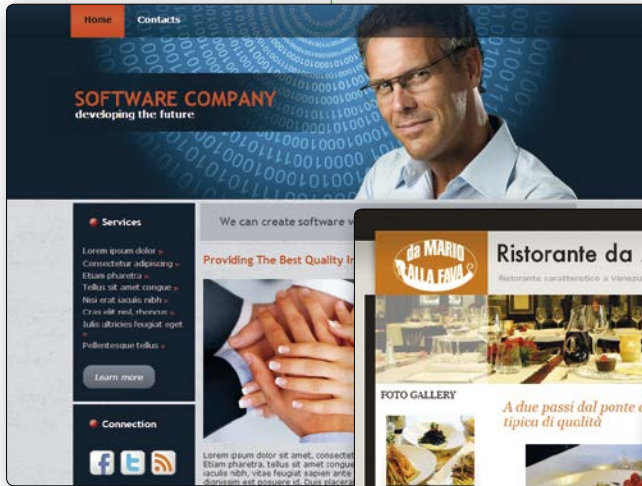 Home Contacts
SOFTWARE COMPANY
developing the future
Services
Lorem ipsum dolor »
Consectetur adipiscing »
Etiam pharetra »
Tellus sit amet congue »
Nisi erat iaculis nibh »
Cras elit nisl, rhoncus »
Iulis ultricies feugiat eget
»
Pellentesque tellus »
Learn more
Connection
We can create software
Providing The Best Quality
Lorem ipsum dolor sit amet, consectet
Etiam pharetra, tellus sit amet congue
iaculis nibh, vitae feugiat sapien ante
dignissim est posuere id. Duis placera
da MARIO
ALLA FAVA
Ristorante da
Ristorante caratteristico a Venezia
FOTO GALLERY
A due passi dal ponte
tipica di qualità